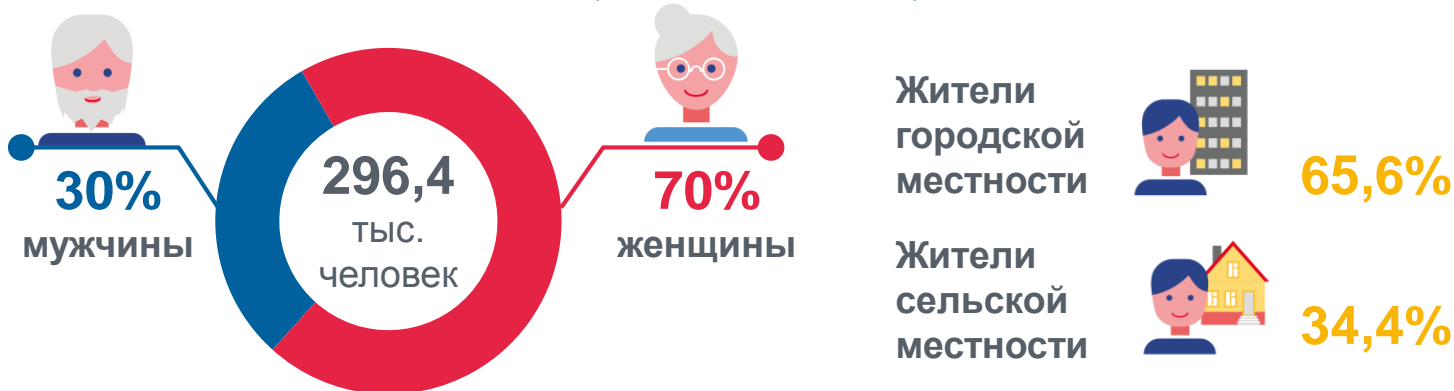 30%
мужчины
296,4
тыс.
человек
70%
женщины
Жители
городской
местности
65,6%
Жители
сельской
местности
34,4%